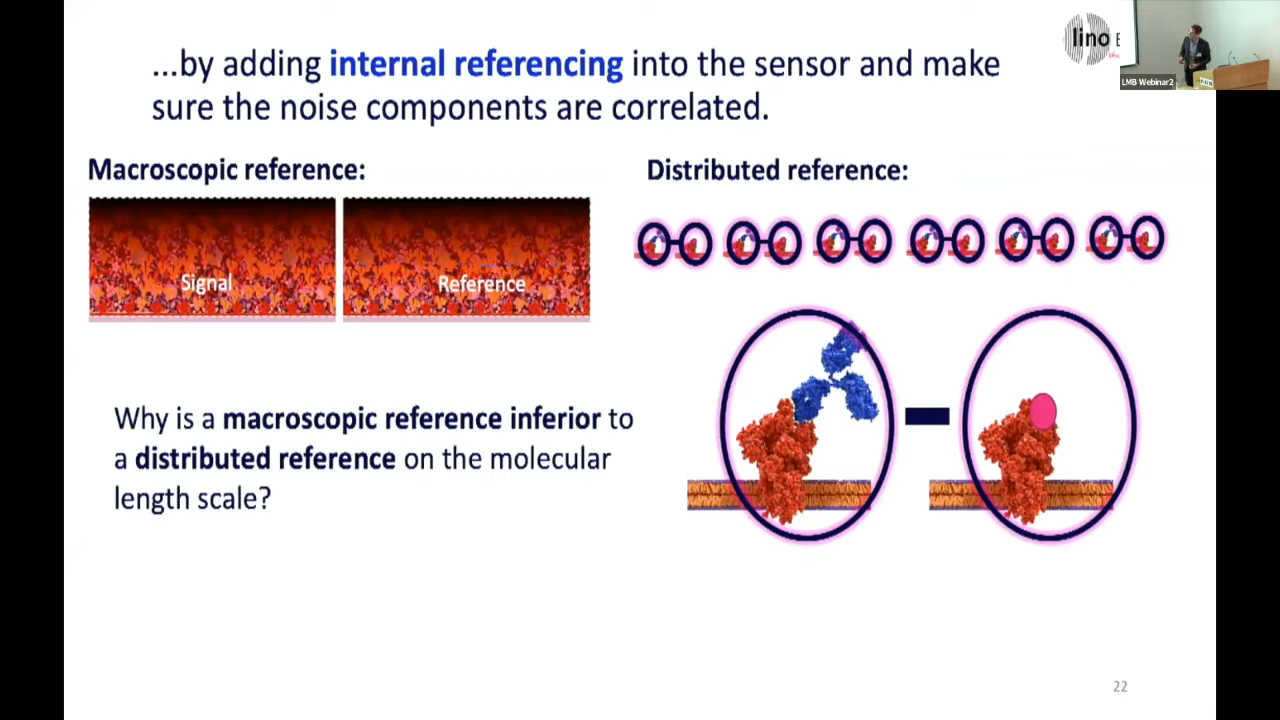 ...by adding internal referencing into the sensor and make
sure the noise components are correlated.
lino
LMB Webinar2
Macroscopic reference:
Distributed reference:
Signal
Reference
Why is a macroscopic reference inferior to
a distributed reference on the molecular
length scale?
22